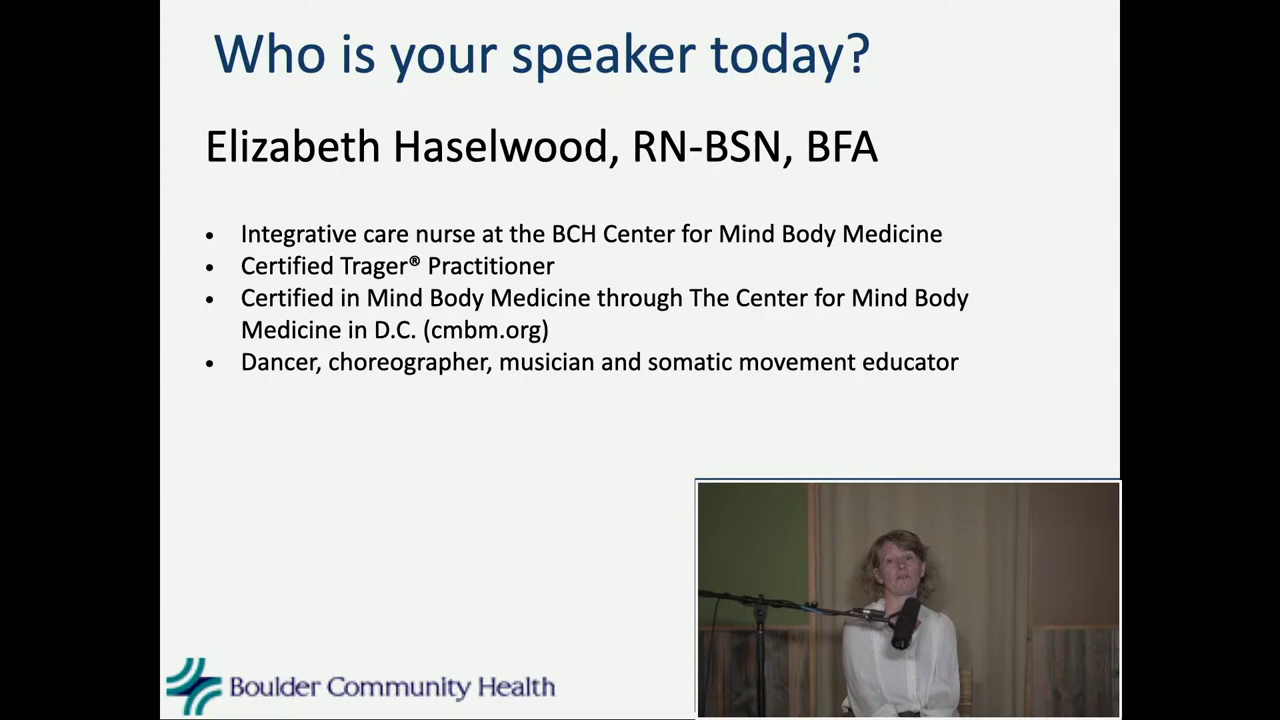 Who is your speaker today?
Elizabeth Haselwood, RN-BSN, BFA
• Integrative care nurse at the BCH Center for Mind Body Medicine
• Certified Trager® Practitioner
• Certified in Mind Body Medicine through The Center for Mind Body
Medicine in D.C. (cmbm.org)
• Dancer, choreographer, musician and somatic movement educator
Boulder Community Health